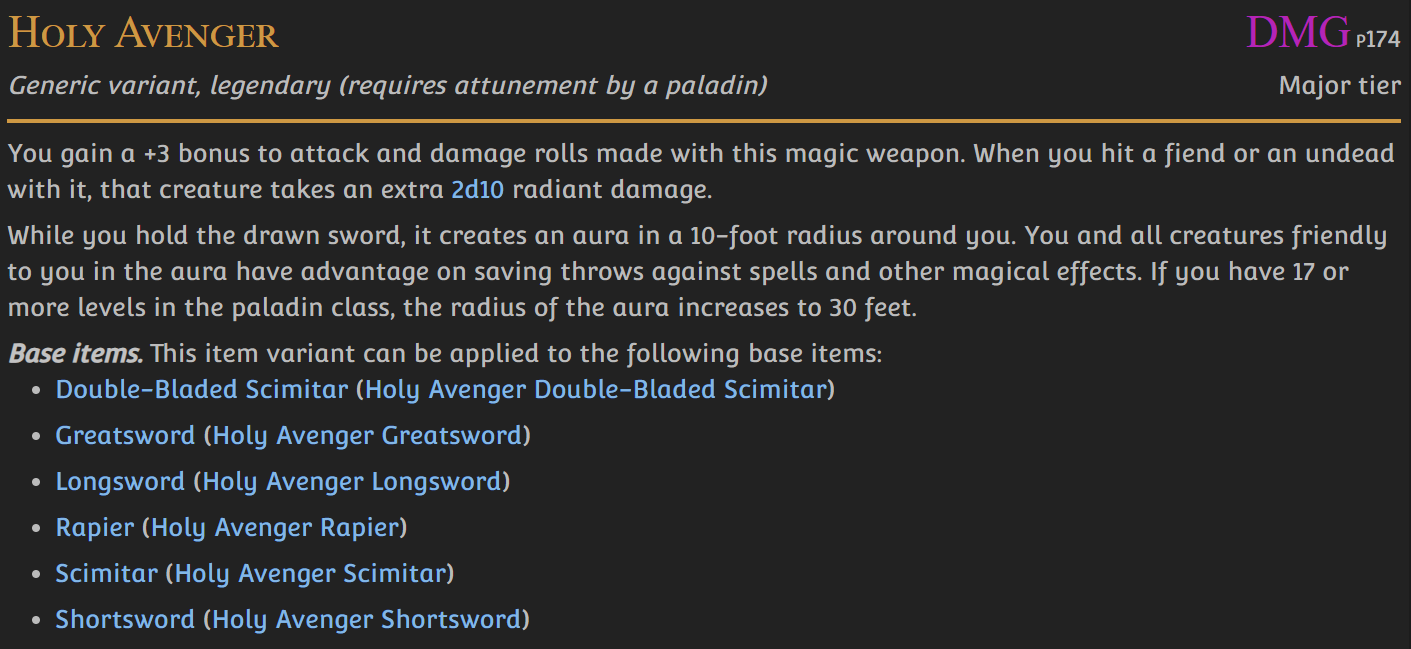 Holy Avenger DMG P174
Generic variant, legendary (requires attunement by a paladin) Major tier
You gain a +3 bonus to attack and damage rolls made with this magic weapon. When you hit a fiend or an undead
with it, that creature takes an extra 2d10 radiant damage.
While you hold the drawn sword, it creates an aura in a 10-foot radius around you. You and all creatures friendly
to you in the aura have advantage on saving throws against spells and other magical effects. If you have 17 or
more levels in the paladin class, the radius of the aura increases to 30 feet.
Base items. This item variant can be applied to the following base items:
• Double-Bladed Scimitar (Holy Avenger Double-Bladed Scimitar)
• Greatsword (Holy Avenger Greatsword)
• Longsword (Holy Avenger Longsword)
• Rapier (Holy Avenger Rapier)
• Scimitar (Holy Avenger Scimitar)
• Shortsword (Holy Avenger Shortsword)